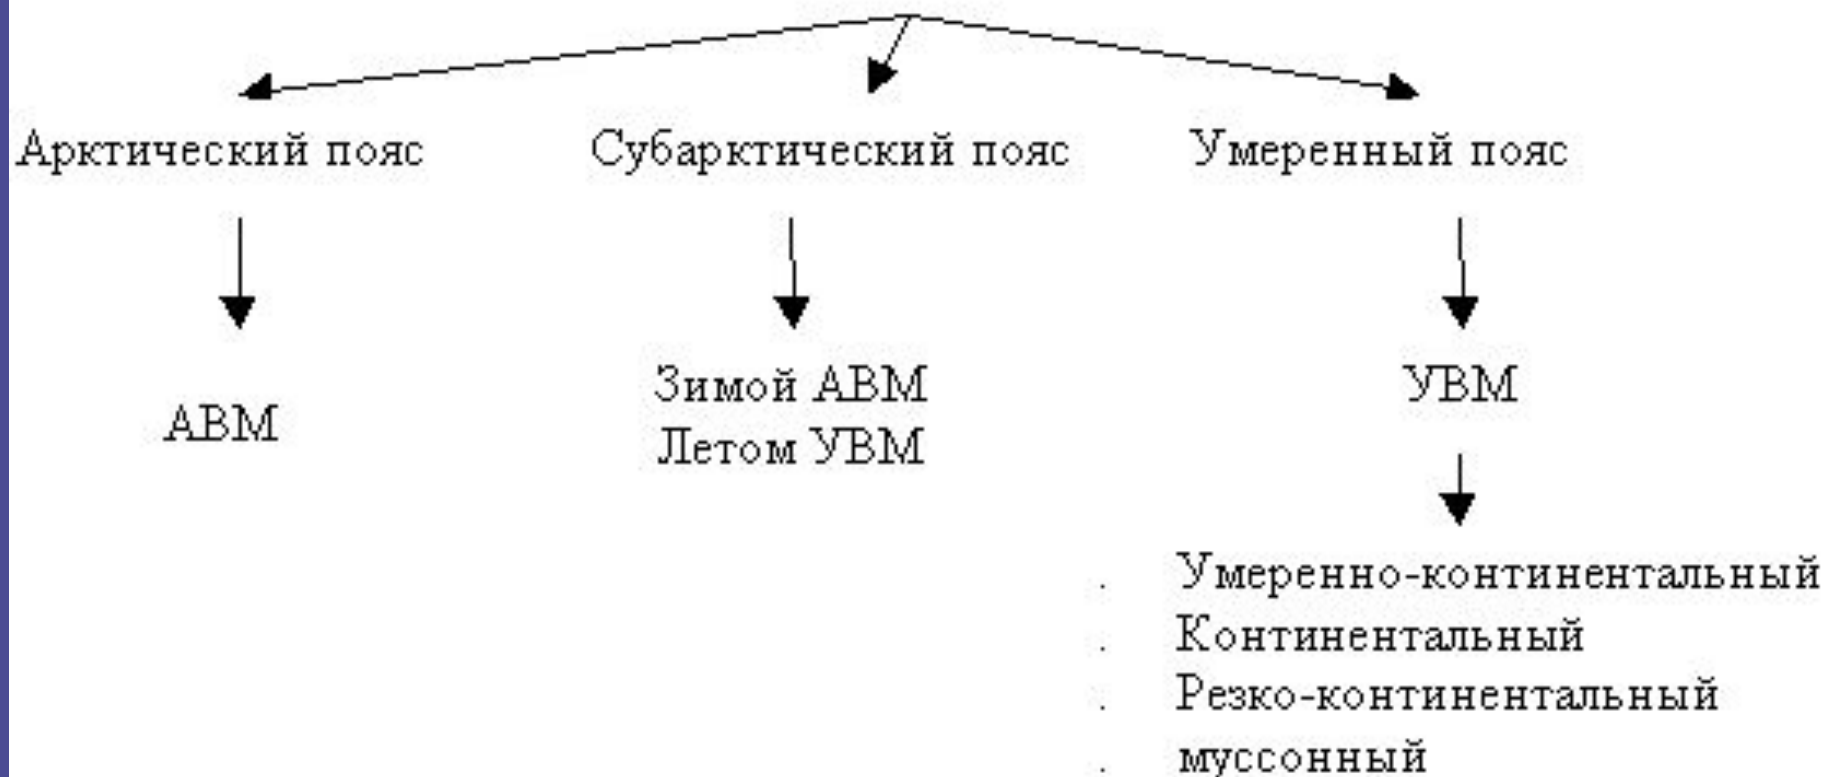 Арктический пояс
Субарктический пояс
Умеренный пояс
АВМ
Зимой АВМ
Летом УВМ
УВМ
. Умеренно-континентальный
. Континентальный
. Резко-континентальный
. муссонный